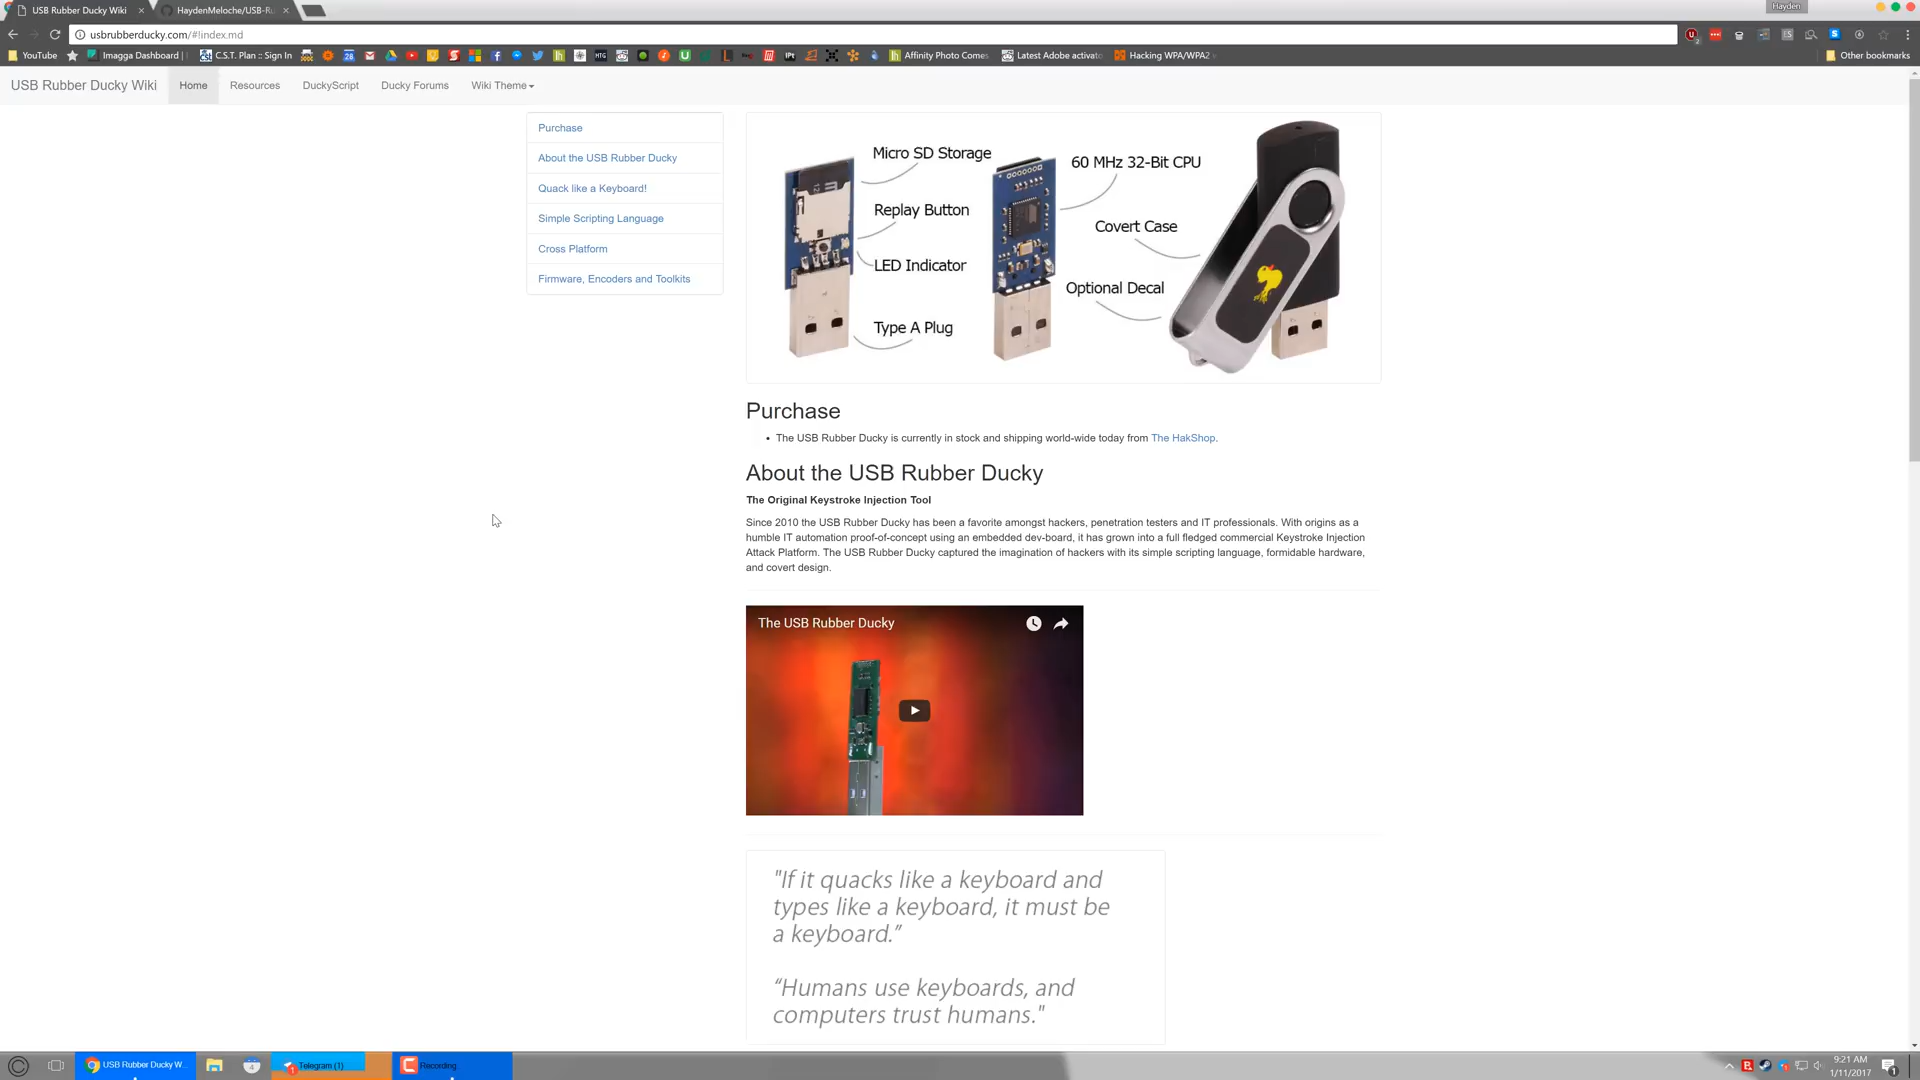 USB Rubber Ducky Wiki
HaydenMeloche/USB-Ru
Hayden
usbrubberducky.com/#!index.md
YouTube
Imagga Dashboard |
C.S.T. Plan :: Sign In
Affinity Photo Comes
Latest Adobe activato
Hacking WPA/WPA2
Other bookmarks
USB Rubber Ducky Wiki
Home
Resources
DuckyScript
Ducky Forums
Wiki Theme
Purchase
About the USB Rubber Ducky
Quack like a Keyboard!
Simple Scripting Language
Cross Platform
Firmware, Encoders and Toolkits
Micro SD Storage
Replay Button
LED Indicator
Type A Plug
60 MHz 32-Bit CPU
Covert Case
Optional Decal
Purchase
• The USB Rubber Ducky is currently in stock and shipping world-wide today from The HakShop.
About the USB Rubber Ducky
The Original Keystroke Injection Tool
Since 2010 the USB Rubber Ducky has been a favorite amongst hackers, penetration testers and IT professionals. With origins as a
humble IT automation proof-of-concept using an embedded dev-board, it has grown into a full fledged commercial Keystroke Injection
Attack Platform. The USB Rubber Ducky captured the imagination of hackers with its simple scripting language, formidable hardware,
and covert design.
The USB Rubber Ducky
"If it quacks like a keyboard and
types like a keyboard, it must be
a keyboard."
"Humans use keyboards, and
computers trust humans."
USB Rubber Ducky W...
Telegram (1)
Recording...
9:21 AM
1/11/2017